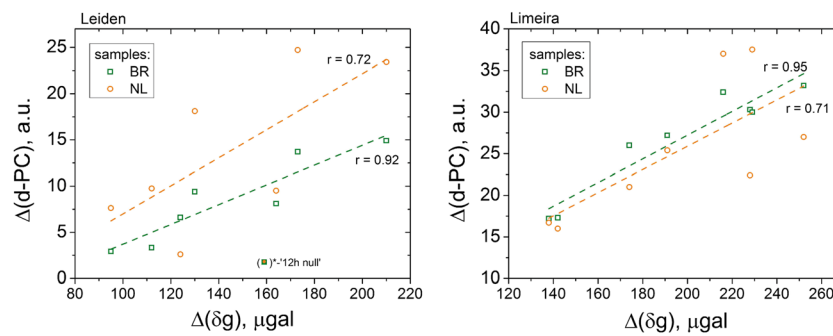 Leiden
samples:
BR
NL
r = 0.72
r = 0.92
( )*-'12h null'
Δ(d-PC), a.u.
25
20
15
10
5
0
80 100 120 140 160 180 200 220
Δ(δg), μgal
Limeira
samples:
BR
NL
r = 0.95
r = 0.71
Δ(d-PC), a.u.
40
35
30
25
20
15
10
120 140 160 180 200 220 240 260
Δ(δg), μgal